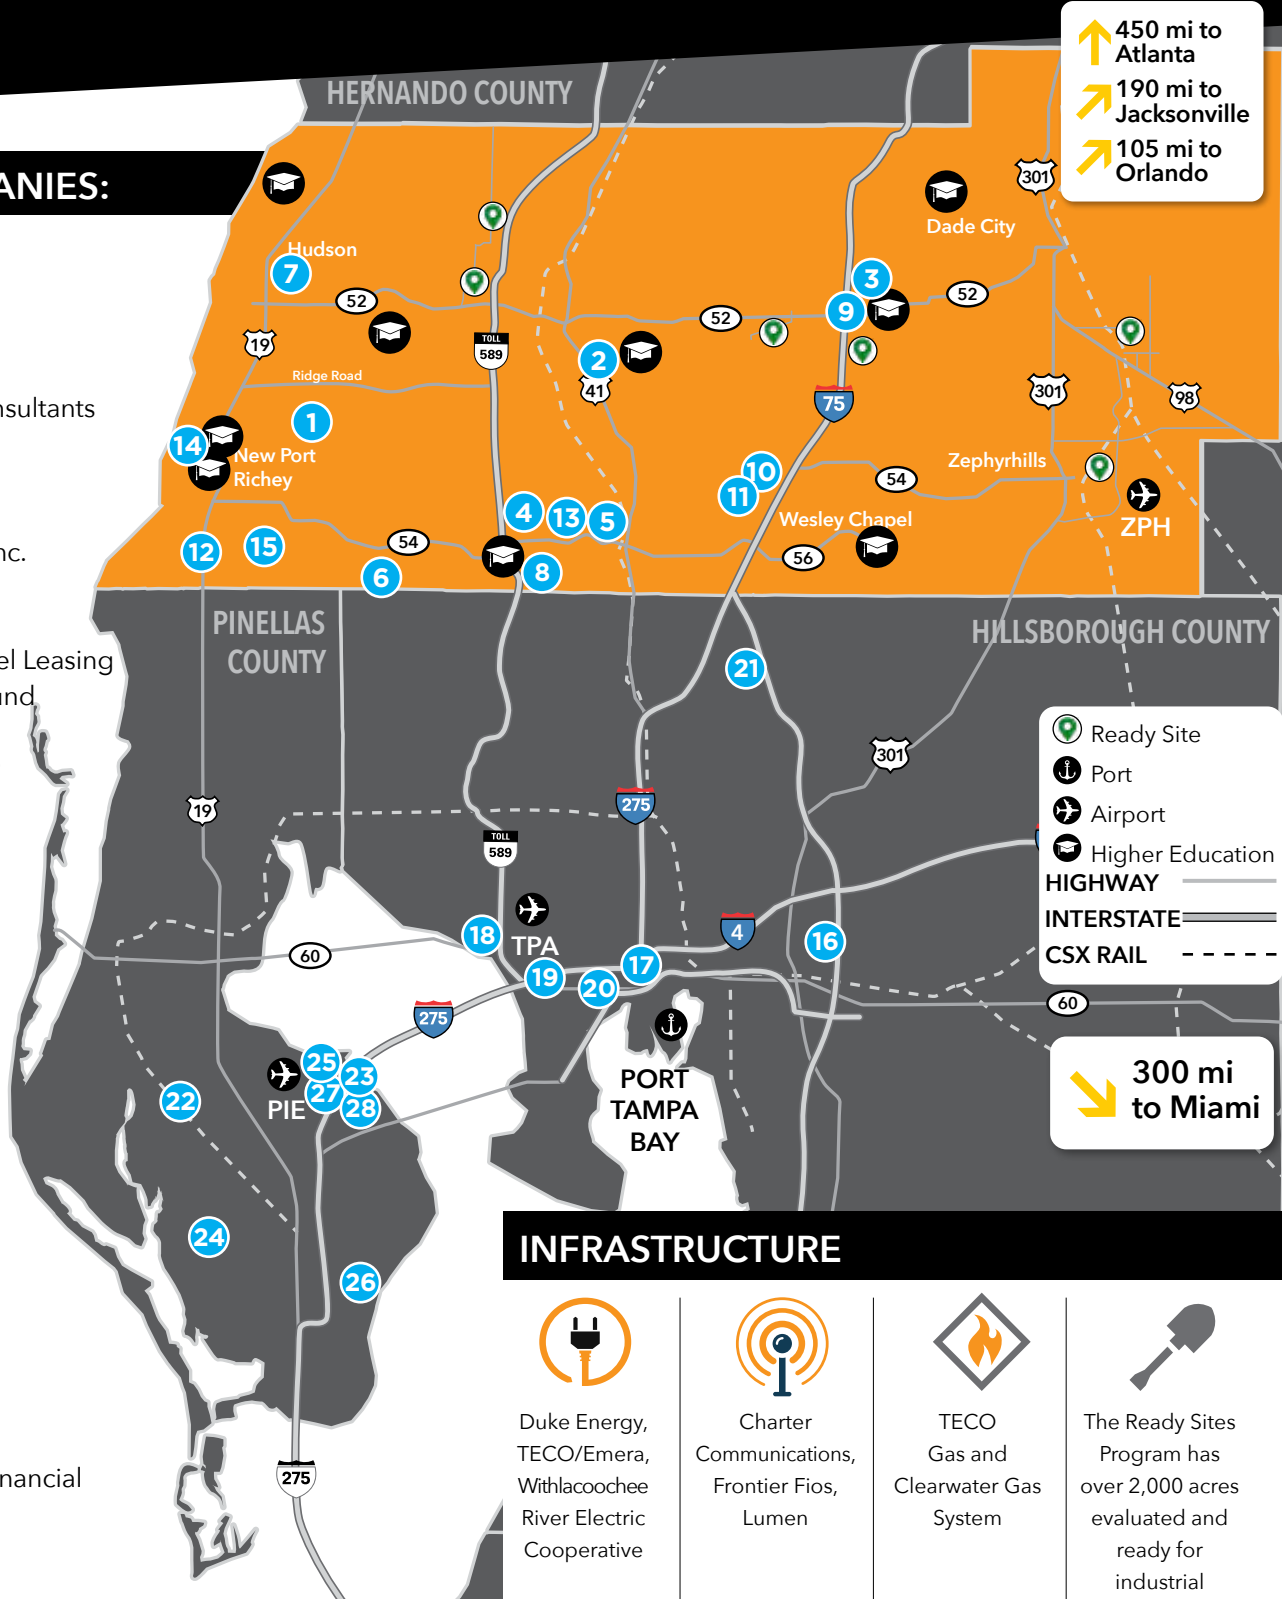 450 mi to
Atlanta
190 mi to
Jacksonville
105 mi to
Orlando
HERNANDO COUNTY
ANIES:
301
Dade City
Hudson
7
3
52
52
52
9
19
TOLL
589
2
41
Ridge Road
75
301
98
nsultants
1
14
New Port
Richey
10
11
Zephyrhills
54
ZPH
4
13
5
Wesley Chapel
12
15
54
nc.
6
8
56
PINELLAS
COUNTY
HILLSBOROUGH COUNTY
el Leasing
und
21
Ready Site
Port
Airport
Higher Education
HIGHWAY
INTERSTATE
CSX RAIL
301
19
275
TOLL
589
18
TPA
4
16
60
17
19
20
60
275
25
23
27
28
PIE
22
PORT
TAMPA
BAY
300 mi
to Miami
24
26
275
nancial
INFRASTRUCTURE
Duke Energy,
TECO/Emera,
Withlacoochee
River Electric
Cooperative
Charter
Communications,
Frontier Fios,
Lumen
TECO
Gas and
Clearwater Gas
System
The Ready Sites
Program has
over 2,000 acres
evaluated and
ready for
industrial